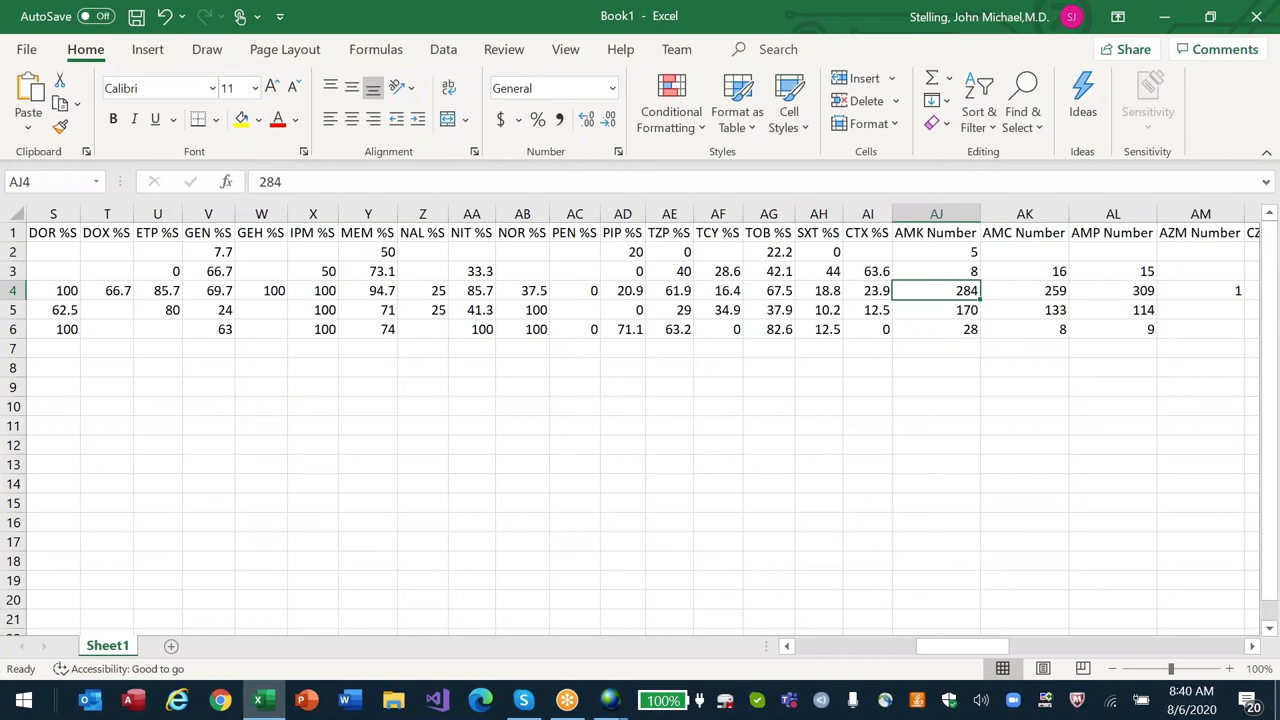 AutoSave Off Book1 - Excel Stelling, John Michael,M.D. SJ
File Home Insert Draw Page Layout Formulas Data Review View Help Team Search Share Comments
Paste Calibri 11 A A General Conditional Formatting Format as Table Cell Styles Insert Delete Format Sort & Filter Find & Select Ideas Sensitivity
B I U A ab $ % ,
Clipboard Font Alignment Number Styles Cells Editing Ideas Sensitivity
AJ4 fx 284
S T U V W X Y Z AA AB AC AD AE AF AG AH AI AJ AK AL AM
1 DOR %S DOX %S ETP %S GEN %S GEH %S IPM %S MEM %S NAL %S NIT %S NOR %S PEN %S PIP %S TZP %S TCY %S TOB %S SXT %S CTX %S AMK Number AMC Number AMP Number AZM Number CZ
2 7.7 50 20 0 22.2 0 5
3 0 66.7 50 73.1 33.3 0 40 28.6 42.1 44 63.6 8 16 15
4 100 66.7 85.7 69.7 100 100 94.7 25 85.7 37.5 0 20.9 61.9 16.4 67.5 18.8 23.9 284 259 309 1
5 62.5 80 24 100 71 25 41.3 100 0 29 34.9 37.9 10.2 12.5 170 133 114
6 100 63 100 74 100 100 0 71.1 63.2 0 82.6 12.5 0 28 8 9
7
8
9
10
11
12
13
14
15
16
17
18
19
20
21
Sheet1
Ready Accessibility: Good to go 100%
100% 8:40 AM
8/6/2020 20